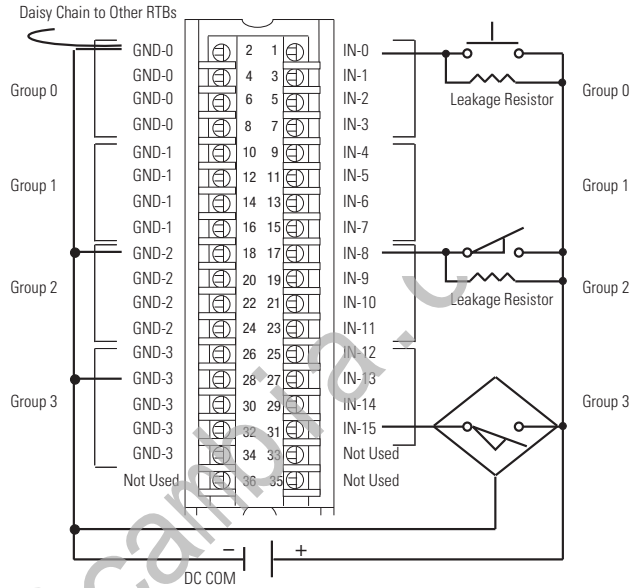 Daisy Chain to Other RTBs
GND-0 2 1 IN-0
GND-0 4 3 IN-1
Group 0 GND-0 6 5 IN-2 Leakage Resistor Group 0
GND-0 8 7 IN-3
GND-1 10 9 IN-4
GND-1 12 11 IN-5
Group 1 Group 1
GND-1 14 13 IN-6
GND-1 16 15 IN-7
GND-2 18 17 IN-8
GND-2 20 19 IN-9
Group 2 Group 2
GND-2 22 21 IN-10 Leakage Resistor
GND-2 24 23 IN-11
GND-3 26 25 IN-12
GND-3 28 27 IN-13
Group 3 GND-3 30 29 IN-14 Group 3
GND-3 32 31 IN-15
GND-3 34 33 Not Used
Not Used 36 35 Not Used
– +
DC COM
cambia.